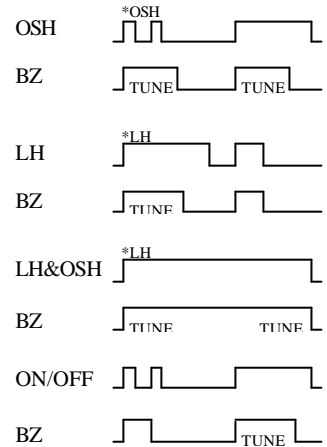 *OSH
OSH
BZ TUNE TUNE
*LH
LH
BZ TUNE
*LH
LH&OSH
BZ TUNE TUNE
ON/OFF
BZ TUNE